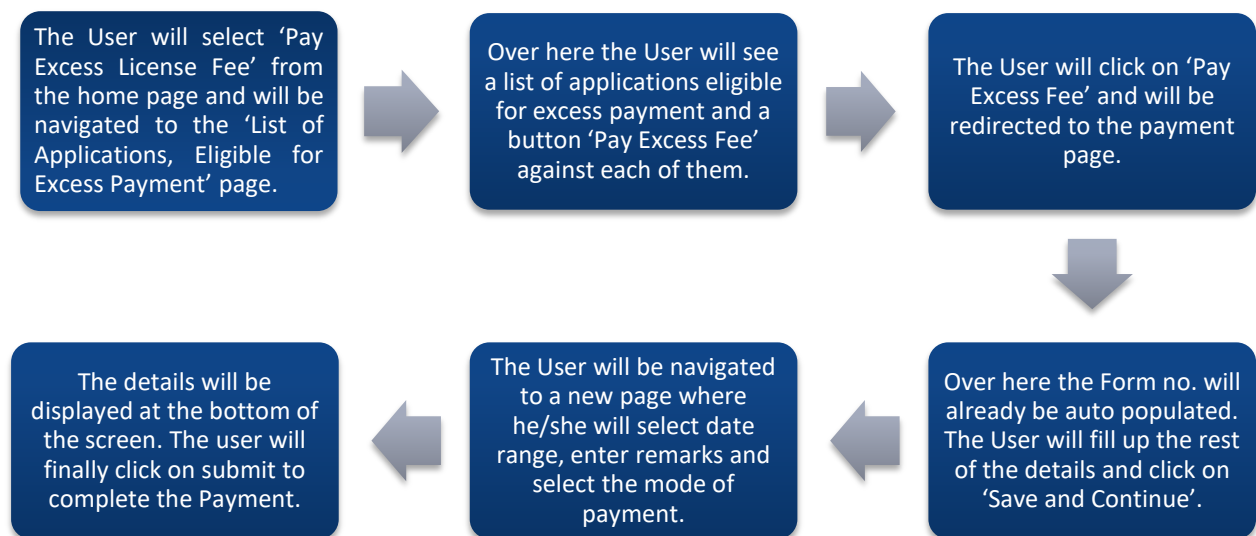 The User will select ‘Pay
Excess License Fee’ from
the home page and will be
navigated to the ‘List of
Applications, Eligible for
Excess Payment’ page.
Over here the User will see
a list of applications eligible
for excess payment and a
button ‘Pay Excess Fee’
against each of them.
The User will click on ‘Pay
Excess Fee’ and will be
redirected to the payment
page.
Over here the Form no. will
already be auto populated.
The User will fill up the rest
of the details and click on
‘Save and Continue’.
The User will be navigated
to a new page where
he/she will select date
range, enter remarks and
select the mode of
payment.
The details will be
displayed at the bottom of
the screen. The user will
finally click on submit to
complete the Payment.